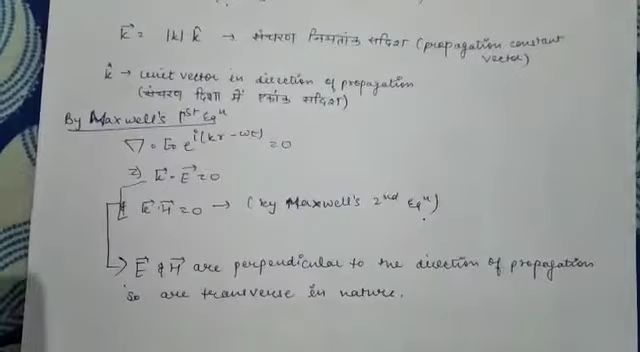 k⃗ = |k| k̂ → संचरण नियतांक सदिश (propagation constant vector)
k̂ → unit vector in direction of propagation
(संचरण दिशा में एकांक सदिश)
By Maxwell's 1st Eqn
∇ = E₀ e^i(kr - ωt) = 0
⇒ k⃗ · E⃗ = 0
& k⃗ · H⃗ = 0 → (by Maxwell's 2nd Eqn)
→ E⃗ & H⃗ are perpendicular to the direction of propagation
so are transverse in nature.